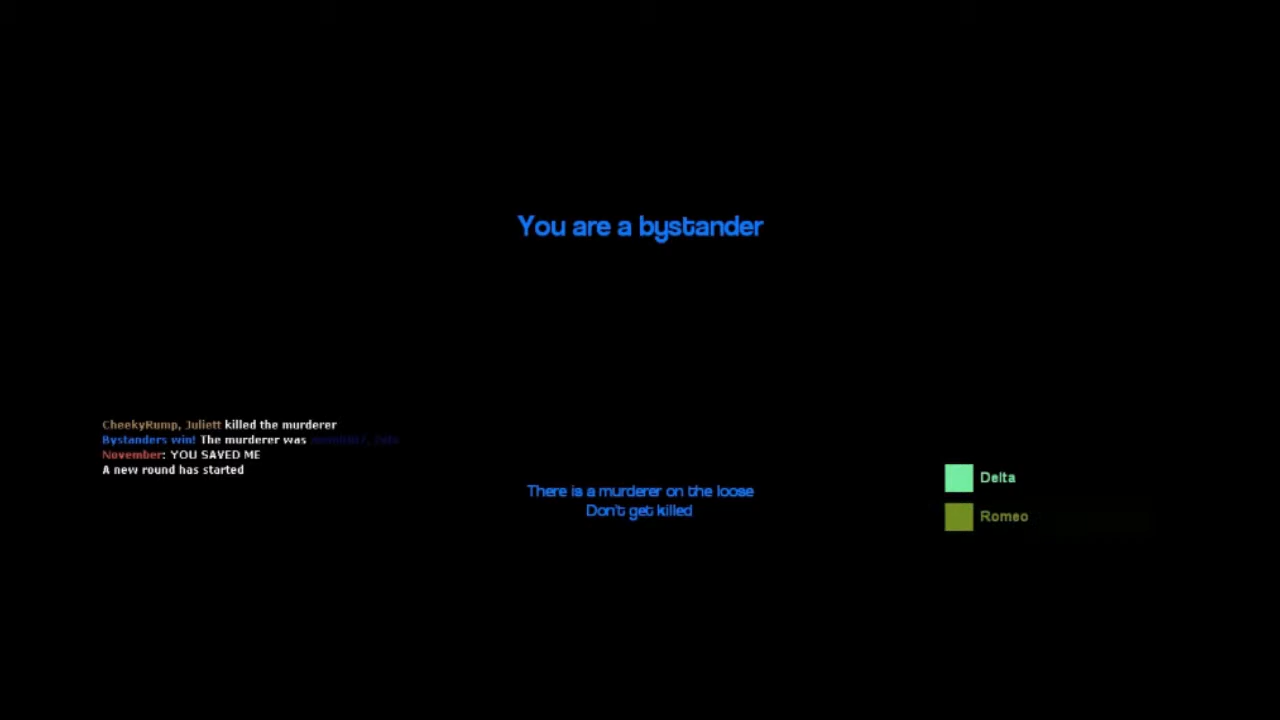 You are a bystander
CheekyRump, Juliett killed the murderer
Bystanders win! The murderer was
November: YOU SAVED ME
A new round has started
There is a murderer on the loose
Don't get killed
Delta
Romeo